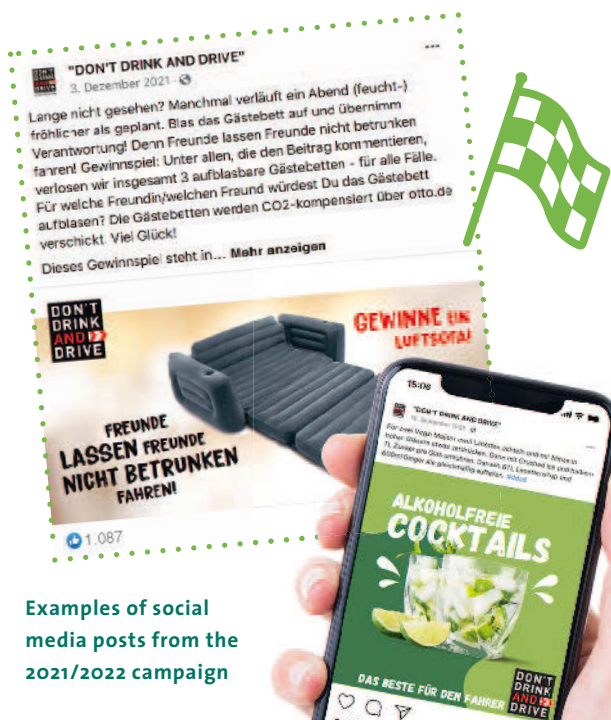 "DON'T DRINK AND DRIVE"
3. Dezember 2021 ·
Lange nicht gesehen? Manchmal verläuft ein Abend (feucht-)
fröhlicher als geplant. Blas das Gästebett auf und übernimm
Verantwortung! Denn Freunde lassen Freunde nicht betrunken
fahren! Gewinnspiel: Unter allen, die den Beitrag kommentieren,
verlosen wir insgesamt 3 aufblasbare Gästebetten - für alle Fälle.
Für welche Freundin/welchen Freund würdest Du das Gästebett
aufblasen? Die Gästebetten werden CO2-kompensiert über otto.de
verschickt. Viel Glück!
Dieses Gewinnspiel steht in... Mehr anzeigen
DON'T
DRINK
AND
DRIVE
GEWINNE EIN
LUFTSOFA!
FREUNDE
LASSEN FREUNDE
NICHT BETRUNKEN
FAHREN!
1.087
15:08
"DON'T DRINK AND DRIVE"
ALKOHOLFREIE
COCKTAILS
DAS BESTE FÜR DEN FAHRER
DON'T
DRINK
AND
DRIVE
Examples of social
media posts from the
2021/2022 campaign